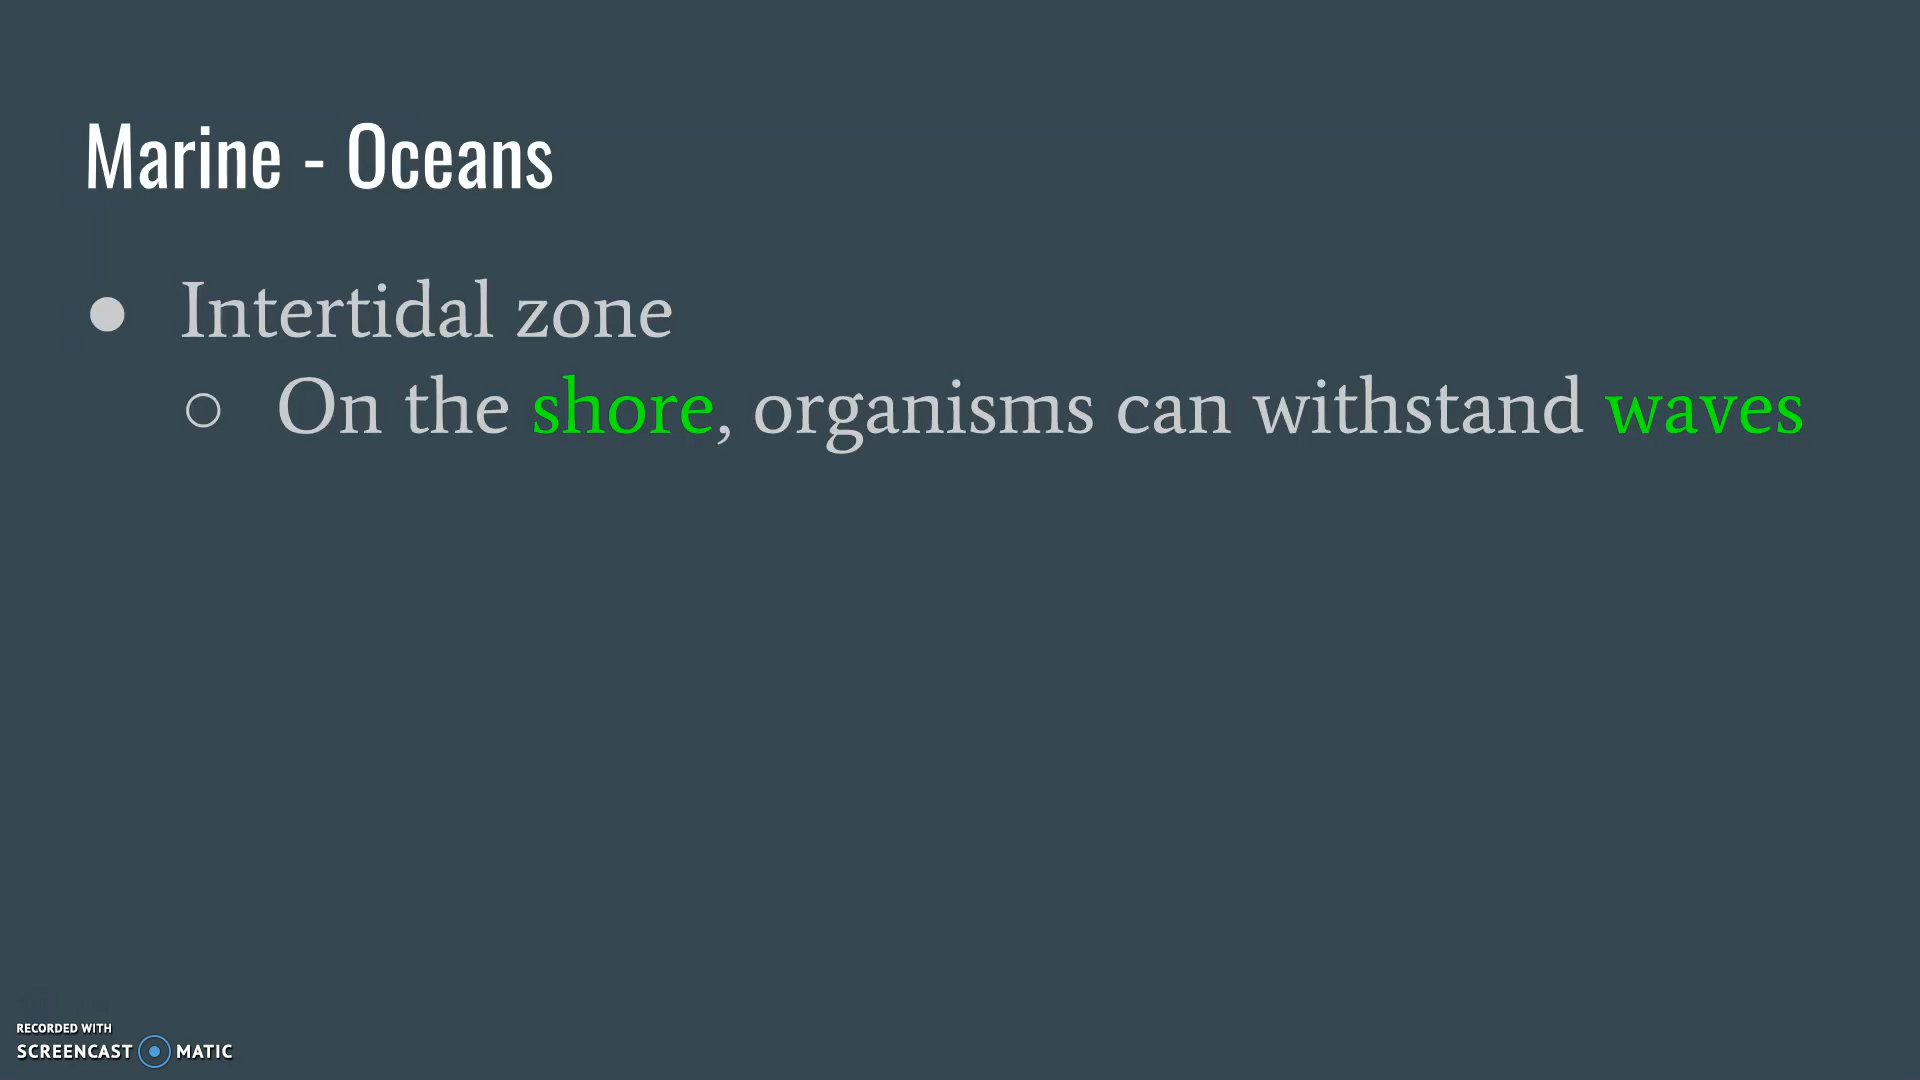 Marine - Oceans
● Intertidal zone
○ On the shore, organisms can withstand waves
RECORDED WITH
SCREENCAST MATIC